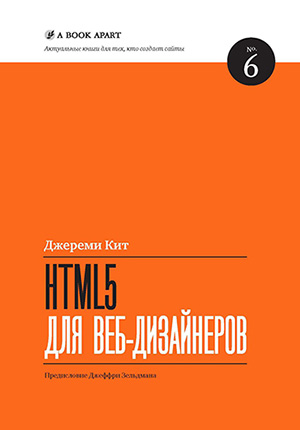 A BOOK APART
Актуальные книги для тех, кто создает сайты
No.
6
Джереми Кит
HTML5
ДЛЯ ВЕБ-ДИЗАЙНЕРОВ
Предисловие Джеффри Зельдмана